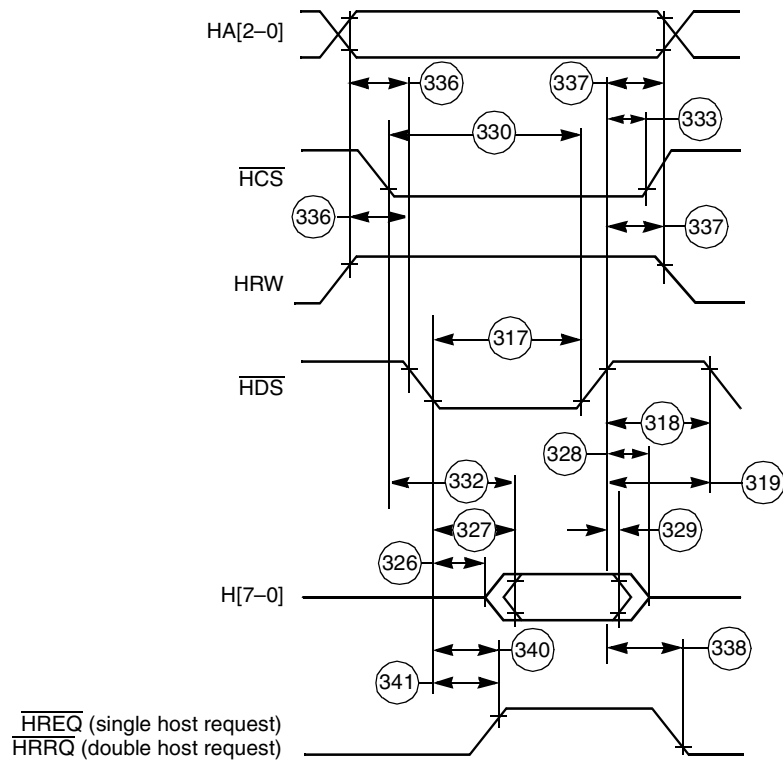 HA[2–0]
336
337
333
330
HCS
336
337
HRW
317
HDS
318
328
332
319
327
329
326
H[7–0]
340
338
341
HREQ (single host request)
HRRQ (double host request)